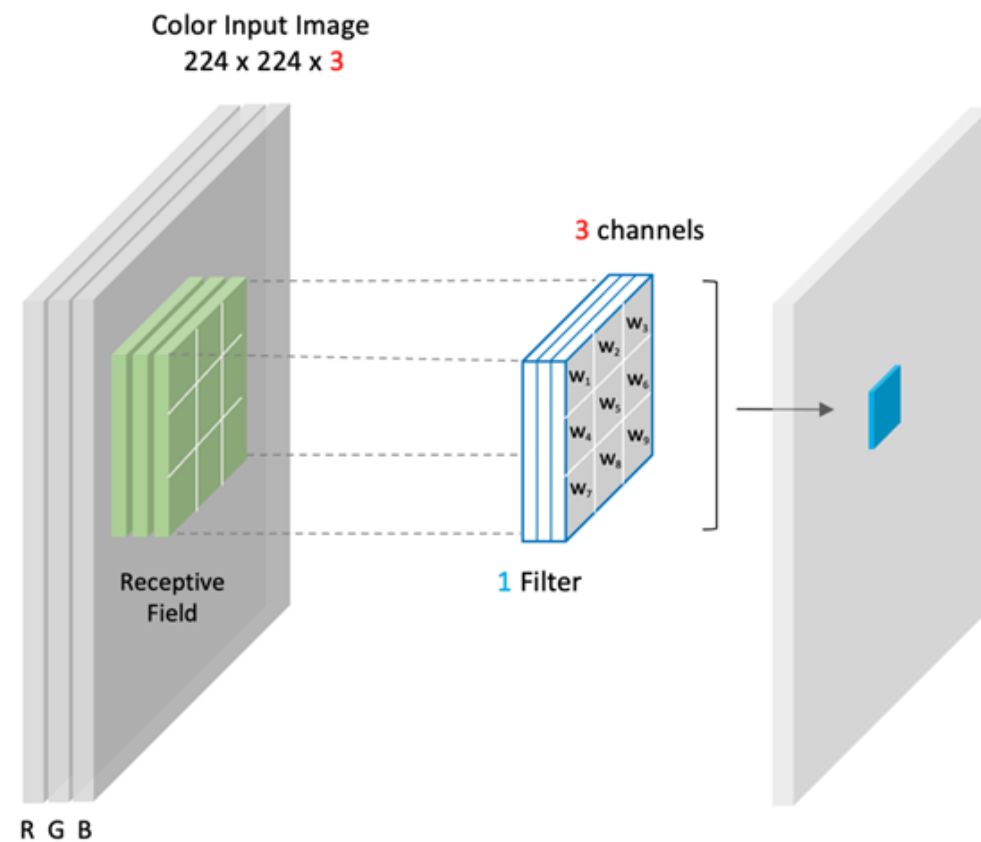 Color Input Image
224 x 224 x 3
3 channels
W₁ W₂ W₃
W₄ W₅ W₆
W₇ W₈ W₉
Receptive
Field
1 Filter
R G B